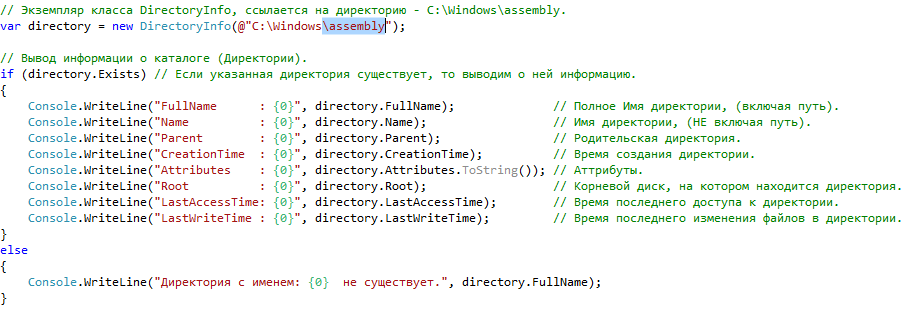 // Экземпляр класса DirectoryInfo, ссылается на директорию - C:\Windows\assembly.
var directory = new DirectoryInfo(@"C:\Windows\assembly");
// Вывод информации о каталоге (Директории).
if (directory.Exists) // Если указанная директория существует, то выводим о ней информацию.
{
    Console.WriteLine("FullName      : {0}", directory.FullName);              // Полное Имя директории, (включая путь).
    Console.WriteLine("Name          : {0}", directory.Name);                  // Имя директории, (НЕ включая путь).
    Console.WriteLine("Parent        : {0}", directory.Parent);                // Родительская директория.
    Console.WriteLine("CreationTime  : {0}", directory.CreationTime);          // Время создания директории.
    Console.WriteLine("Attributes    : {0}", directory.Attributes.ToString()); // Аттрибуты.
    Console.WriteLine("Root          : {0}", directory.Root);                  // Корневой диск, на котором находится директория.
    Console.WriteLine("LastAccessTime: {0}", directory.LastAccessTime);        // Время последнего доступа к директории.
    Console.WriteLine("LastWriteTime : {0}", directory.LastWriteTime);         // Время последнего изменения файлов в директории.
}
else
{
    Console.WriteLine("Директория с именем: {0}  не существует.", directory.FullName);
}